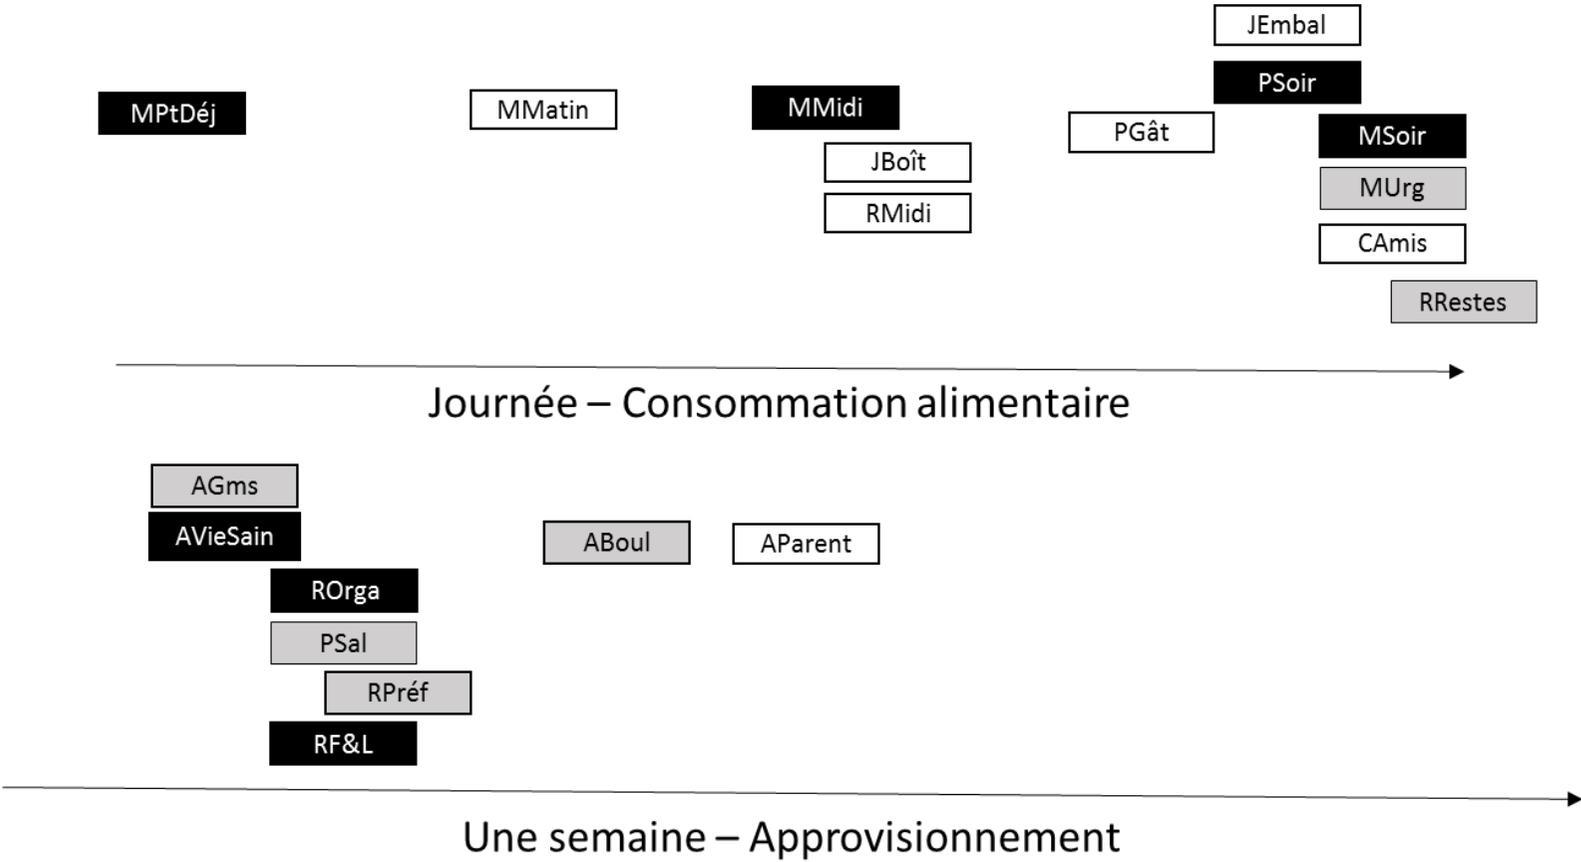 JEmbal
PSoir
MPtDéj
MMatin
MMidi
PGât
MSoir
JBoît
MUrg
RMidi
CAmis
RRestes
Journée – Consommation alimentaire
AGms
AVieSain
ABoul
AParent
ROrga
PSal
RPréf
RF&L
Une semaine – Approvisionnement